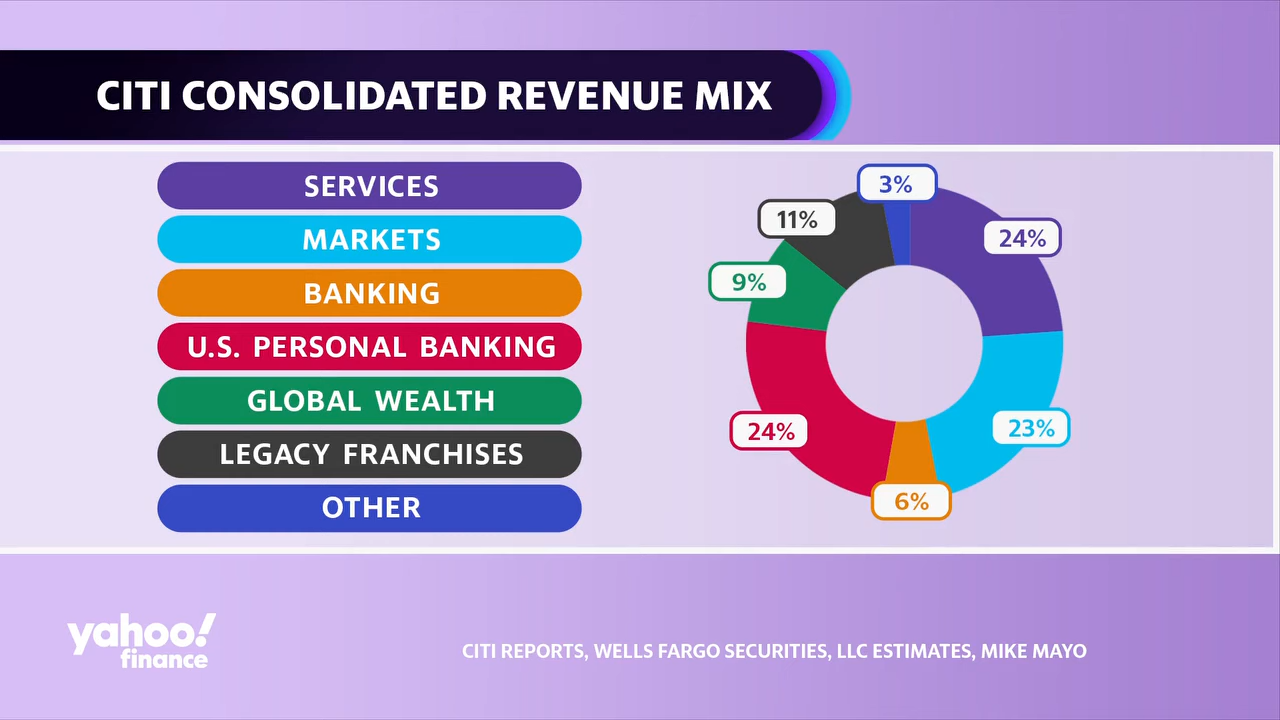 CITI CONSOLIDATED REVENUE MIX
SERVICES
MARKETS
BANKING
U.S. PERSONAL BANKING
GLOBAL WEALTH
LEGACY FRANCHISES
OTHER
3%
11%
24%
9%
24%
23%
6%
yahoo!
finance
CITI REPORTS, WELLS FARGO SECURITIES, LLC ESTIMATES, MIKE MAYO